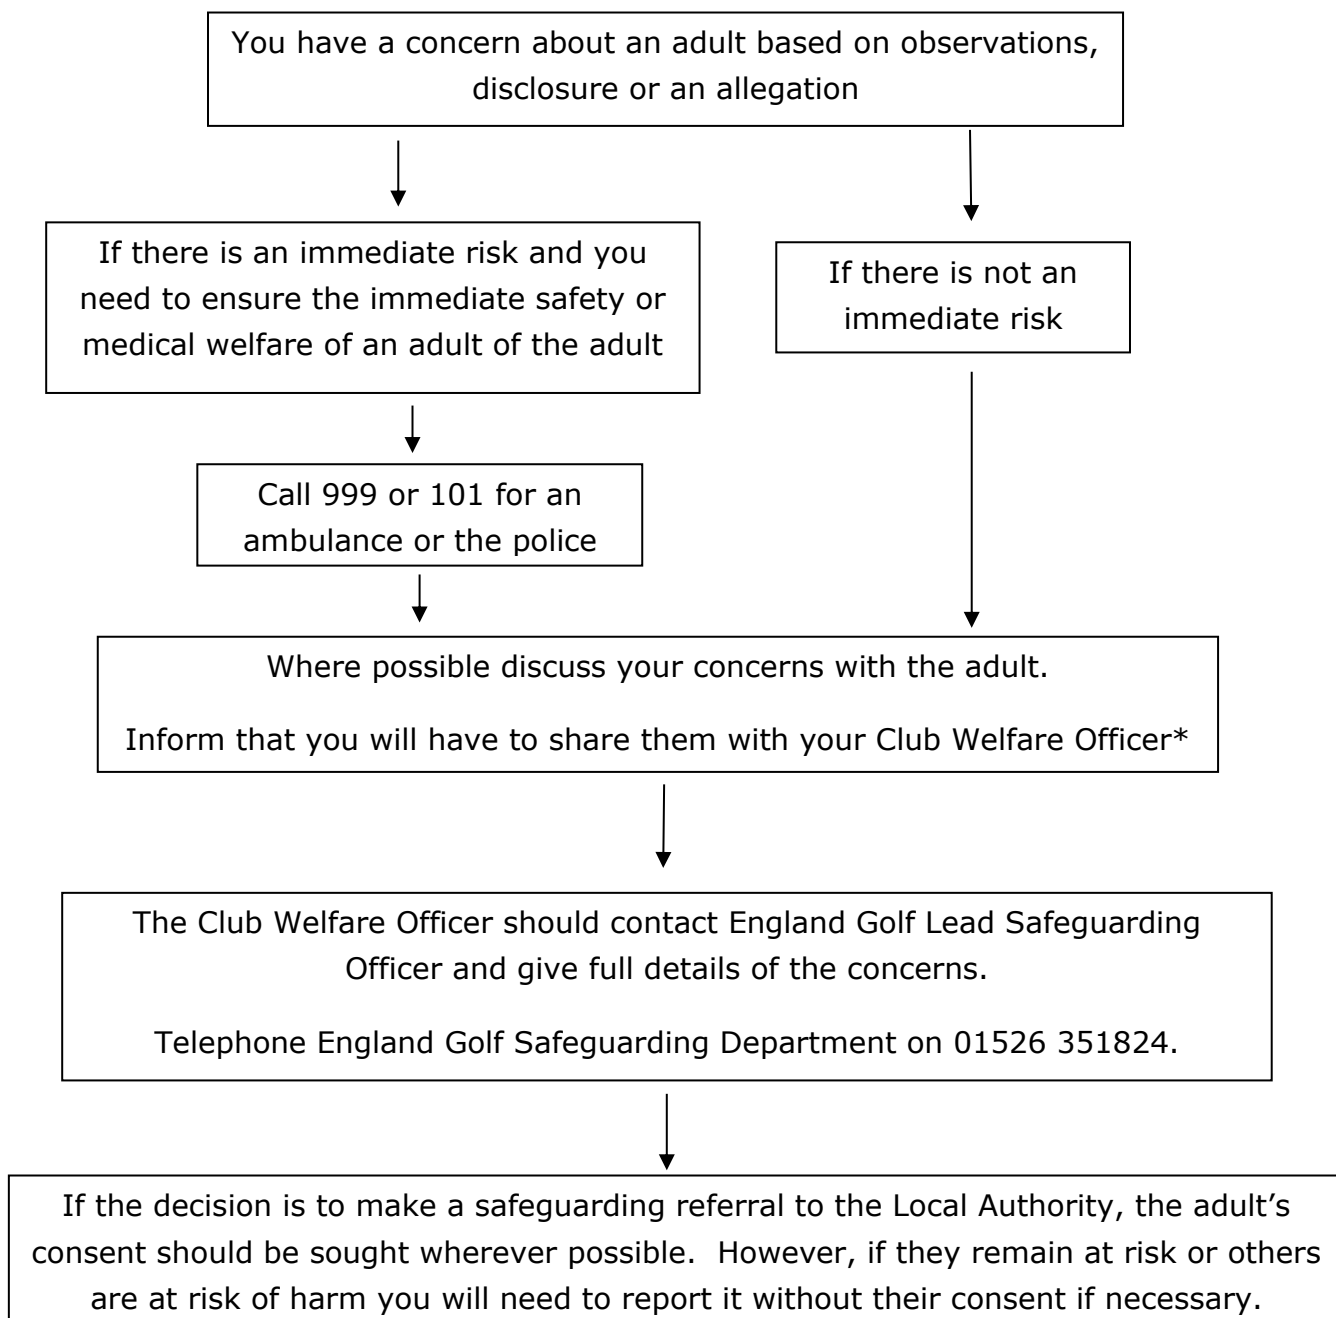 You have a concern about an adult based on observations,
disclosure or an allegation
If there is an immediate risk and you
need to ensure the immediate safety or
medical welfare of an adult of the adult
If there is not an
immediate risk
Call 999 or 101 for an
ambulance or the police
Where possible discuss your concerns with the adult.
Inform that you will have to share them with your Club Welfare Officer*
The Club Welfare Officer should contact England Golf Lead Safeguarding
Officer and give full details of the concerns.
Telephone England Golf Safeguarding Department on 01526 351824.
If the decision is to make a safeguarding referral to the Local Authority, the adult’s
consent should be sought wherever possible.  However, if they remain at risk or others
are at risk of harm you will need to report it without their consent if necessary.